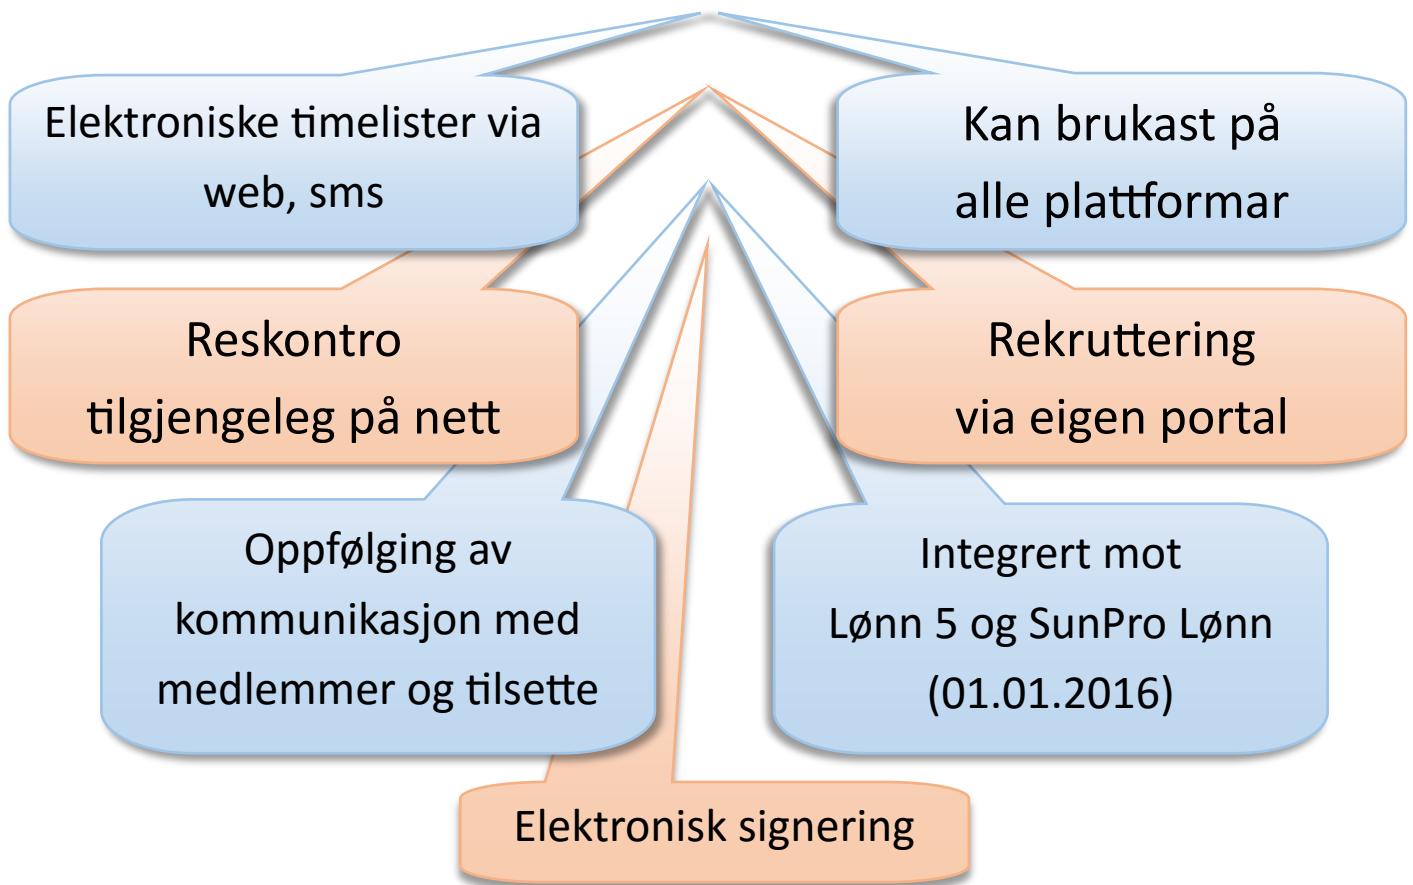 Elektroniske timelister via
web, sms
Kan brukast på
alle plattformar
Reskontro
tilgjengeleg på nett
Rekruttering
via eigen portal
Oppfølging av
kommunikasjon med
medlemmer og tilsette
Integrert mot
Lønn 5 og SunPro Lønn
(01.01.2016)
Elektronisk signering